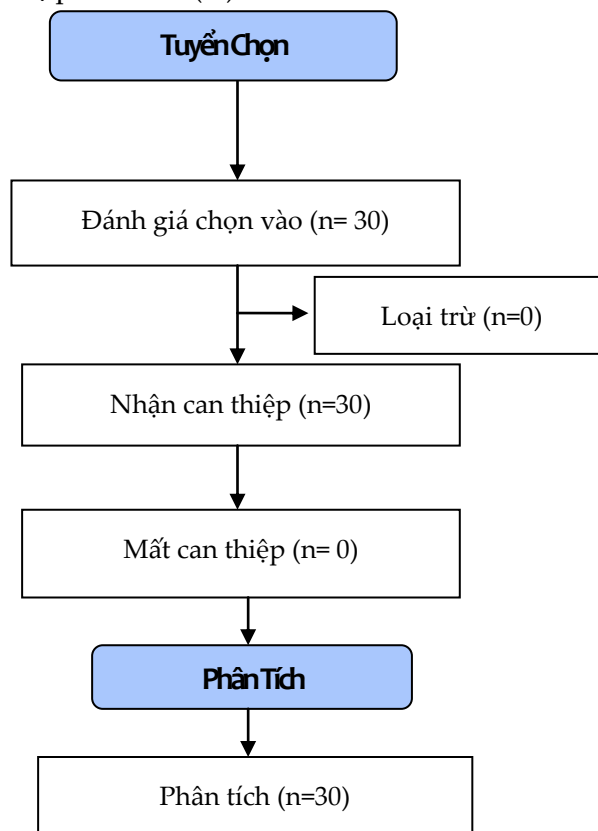 Tuyển Chọn
Đánh giá chọn vào (n= 30)
Loại trừ (n=0)
Nhận can thiệp (n=30)
Mất can thiệp (n= 0)
Phân Tích
Phân tích (n=30)